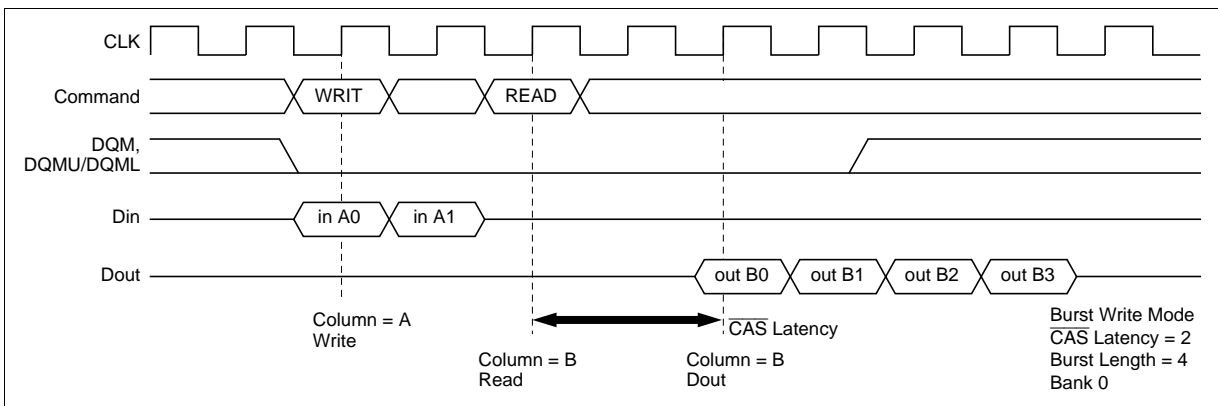 CLK
Command
WRIT
READ
DQM,
DQMU/DQML
Din
in A0
in A1
Dout
out B0
out B1
out B2
out B3
Column = A
Write
CAS Latency
Column = B
Read
Column = B
Dout
Burst Write Mode
CAS Latency = 2
Burst Length = 4
Bank 0